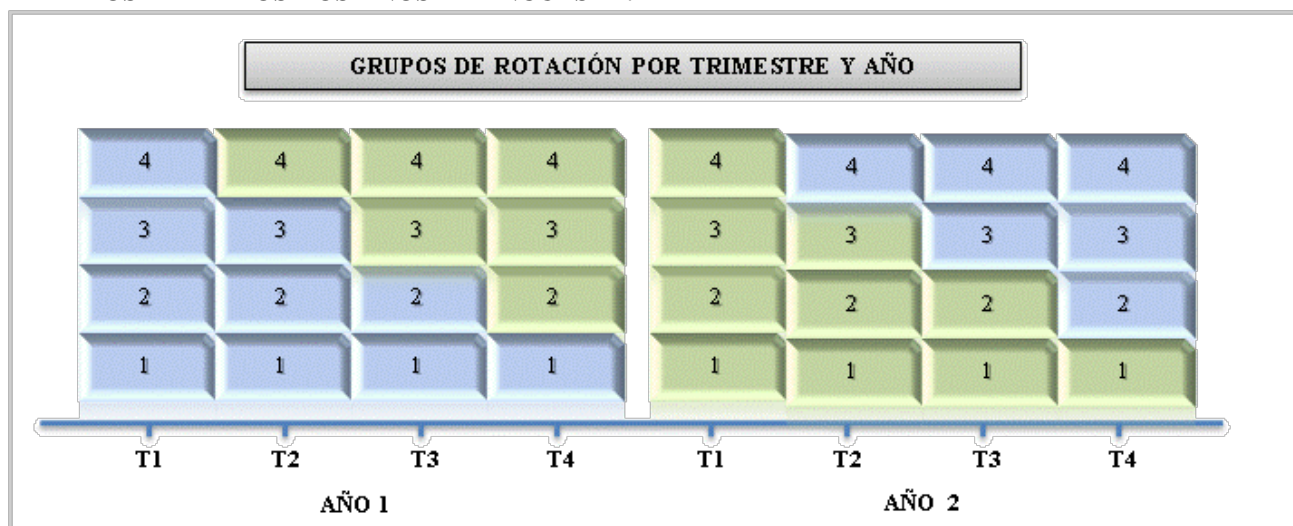 GRUPOS DE ROTACIÓN POR TRIMESTRE Y AÑO
4 4 4 4 4 4 4 4
3 3 3 3 3 3 3 3
2 2 2 2 2 2 2 2
1 1 1 1 1 1 1 1
T1 T2 T3 T4 T1 T2 T3 T4
AÑO 1 AÑO 2